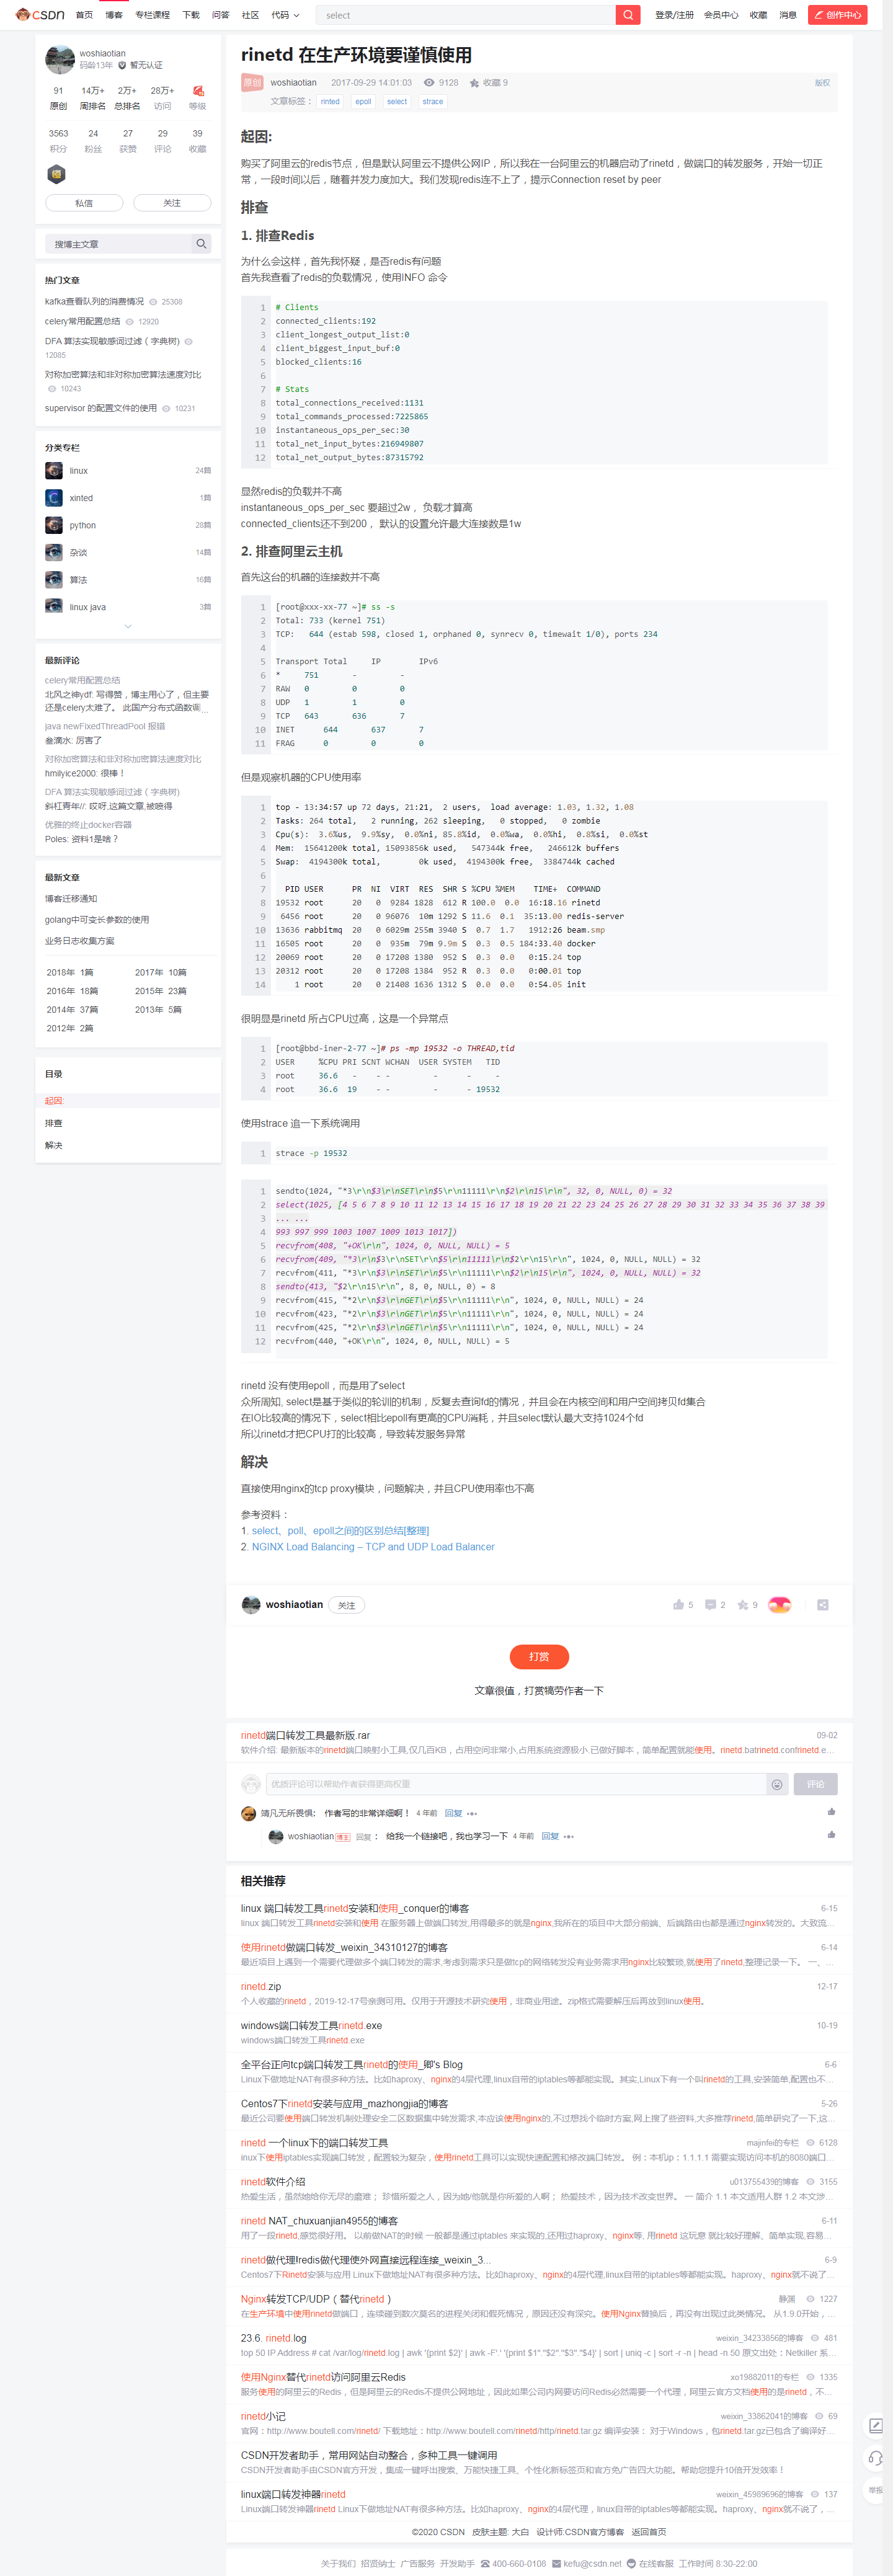 CSDN 首页 博客 专栏课程 下载 问答 社区 代码 select 登录/注册 会员中心 收藏 消息 创作中心
woshiaotian
码龄13年 暂无认证
91 14万+ 2万+ 28万+
原创 周排名 总排名 访问 等级
3563 24 27 29 39
积分 粉丝 获赞 评论 收藏
私信 关注
搜博主文章
热门文章
kafka查看队列的消费情况 25308
celery常用配置总结 12920
DFA 算法实现敏感词过滤（字典树）
12085
对称加密算法和非对称加密算法速度对比
10243
supervisor 的配置文件的使用 10231
分类专栏
linux 24篇
xinted 1篇
python 28篇
杂谈 14篇
算法 16篇
linux java 3篇
最新评论
celery常用配置总结
北风之神ydf: 写得赞，博主用心了，但主要
还是celery太难了。 此国产分布式函数调...
java newFixedThreadPool 报错
叁滴水: 厉害了
对称加密算法和非对称加密算法速度对比
hmilyice2000: 很棒！
DFA 算法实现敏感词过滤（字典树）
斜杠青年//: 哎呀,这篇文章,被晾得
优雅的终止docker容器
Poles: 资料1是啥？
最新文章
博客迁移通知
golang中可变长参数的使用
业务日志收集方案
2018年 1篇 2017年 10篇
2016年 18篇 2015年 23篇
2014年 37篇 2013年 5篇
2012年 2篇
目录
起因:
排查
解决
rinetd 在生产环境要谨慎使用
原创 woshiaotian 2017-09-29 14:01:03 9128 收藏 9 版权
文章标签： rinted epoll select strace
起因:
购买了阿里云的redis节点，但是默认阿里云不提供公网IP，所以我在一台阿里云的机器启动了rinetd，做端口的转发服务，开始一切正
常，一段时间以后，随着并发力度加大。我们发现redis连不上了，提示Connection reset by peer
排查
1. 排查Redis
为什么会这样，首先我怀疑，是否redis有问题
首先我查看了redis的负载情况，使用INFO 命令
1 # Clients
2 connected_clients:192
3 client_longest_output_list:0
4 client_biggest_input_buf:0
5 blocked_clients:16
6
7 # Stats
8 total_connections_received:1131
9 total_commands_processed:7225865
10 instantaneous_ops_per_sec:30
11 total_net_input_bytes:216949807
12 total_net_output_bytes:87315792
显然redis的负载并不高
instantaneous_ops_per_sec 要超过2w， 负载才算高
connected_clients还不到200， 默认的设置允许最大连接数是1w
2. 排查阿里云主机
首先这台的机器的连接数并不高
1 [root@xxx-xx-77 ~]# ss -s
2 Total: 733 (kernel 751)
3 TCP: 644 (estab 598, closed 1, orphaned 0, synrecv 0, timewait 1/0), ports 234
4
5 Transport Total IP IPv6
6 * 751 - -
7 RAW 0 0 0
8 UDP 1 1 0
9 TCP 643 636 7
10 INET 644 637 7
11 FRAG 0 0 0
但是观察机器的CPU使用率
1 top - 13:34:57 up 72 days, 21:21, 2 users, load average: 1.03, 1.32, 1.08
2 Tasks: 264 total, 2 running, 262 sleeping, 0 stopped, 0 zombie
3 Cpu(s): 3.6%us, 9.9%sy, 0.0%ni, 85.8%id, 0.0%wa, 0.0%hi, 0.8%si, 0.0%st
4 Mem: 15641200k total, 15093856k used, 547344k free, 246612k buffers
5 Swap: 4194300k total, 0k used, 4194300k free, 3384744k cached
6
7 PID USER PR NI VIRT RES SHR S %CPU %MEM TIME+ COMMAND
8 19532 root 20 0 9284 1828 612 R 100.0 0.0 16:18.16 rinetd
9 6456 root 20 0 96076 10m 1292 S 11.6 0.1 35:13.00 redis-server
10 13636 rabbitmq 20 0 6029m 255m 3940 S 0.7 1.7 1912:26 beam.smp
11 16505 root 20 0 935m 79m 9.9m S 0.3 0.5 184:33.40 docker
12 20069 root 20 0 17208 1380 952 S 0.3 0.0 0:15.24 top
13 20312 root 20 0 17208 1384 952 R 0.3 0.0 0:00.01 top
14 1 root 20 0 21408 1636 1312 S 0.0 0.0 0:54.05 init
很明显是rinetd 所占CPU过高，这是一个异常点
1 [root@bbd-iner-2-77 ~]# ps -mp 19532 -o THREAD,tid
2 USER %CPU PRI SCNT WCHAN USER SYSTEM TID
3 root 36.6 - - - - - -
4 root 36.6 19 - - - - 19532
使用strace 追一下系统调用
1 strace -p 19532
1 sendto(1024, "*3\r\n$3\r\nSET\r\n$5\r\n11111\r\n$2\r\n15\r\n", 32, 0, NULL, 0) = 32
2 select(1025, [4 5 6 7 8 9 10 11 12 13 14 15 16 17 18 19 20 21 22 23 24 25 26 27 28 29 30 31 32 33 34 35 36 37 38 39
3 ... ...
4 993 997 999 1003 1007 1009 1013 1017])
5 recvfrom(408, "+OK\r\n", 1024, 0, NULL, NULL) = 5
6 recvfrom(409, "*3\r\n$3\r\nSET\r\n$5\r\n11111\r\n$2\r\n15\r\n", 1024, 0, NULL, NULL) = 32
7 recvfrom(411, "*3\r\n$3\r\nSET\r\n$5\r\n11111\r\n$2\r\n15\r\n", 1024, 0, NULL, NULL) = 32
8 sendto(413, "$2\r\n15\r\n", 8, 0, NULL, 0) = 8
9 recvfrom(415, "*2\r\n$3\r\nGET\r\n$5\r\n11111\r\n", 1024, 0, NULL, NULL) = 24
10 recvfrom(423, "*2\r\n$3\r\nGET\r\n$5\r\n11111\r\n", 1024, 0, NULL, NULL) = 24
11 recvfrom(425, "*2\r\n$3\r\nGET\r\n$5\r\n11111\r\n", 1024, 0, NULL, NULL) = 24
12 recvfrom(440, "+OK\r\n", 1024, 0, NULL, NULL) = 5
rinetd 没有使用epoll，而是用了select
众所周知, select是基于类似的轮训的机制，反复去查询fd的情况，并且会在内核空间和用户空间拷贝fd集合
在IO比较高的情况下，select相比epoll有更高的CPU消耗，并且select默认最大支持1024个fd
所以rinetd才把CPU打的比较高，导致转发服务异常
解决
直接使用nginx的tcp proxy模块，问题解决，并且CPU使用率也不高
参考资料：
1. select、poll、epoll之间的区别总结[整理]
2. NGINX Load Balancing – TCP and UDP Load Balancer
woshiaotian 关注 5 2 9
打赏
文章很值，打赏犒劳作者一下
rinetd端口转发工具最新版.rar 09-02
软件介绍: 最新版本的rinetd端口映射小工具,仅几百KB，占用空间非常小,占用系统资源极小.已做好脚本，简单配置就能使用。rinetd.batrinetd.confrinetd.e...
优质评论可以帮助作者获得更高权重 评论
靖凡无所畏惧: 作者写的非常详细啊！ 4 年前 回复
woshiaotian 博主 回复： 给我一个链接吧，我也学习一下 4 年前 回复
相关推荐
linux 端口转发工具rinetd安装和使用_conquer的博客 6-15
linux 端口转发工具rinetd安装和使用 在服务器上做端口转发,用得最多的就是nginx,我所在的项目中大部分前端、后端路由也都是通过nginx转发的。大致流...
使用rinetd做端口转发_weixin_34310127的博客 6-14
最近项目上遇到一个需要代理做多个端口转发的需求,考虑到需求只是做tcp的网络转发没有业务需求用nginx比较繁琐,就使用了rinetd,整理记录一下。 一、...
rinetd.zip 12-17
个人收藏的rinetd，2019-12-17号亲测可用。仅用于开源技术研究使用，非商业用途。zip格式需要解压后再放到linux使用。
windows端口转发工具rinetd.exe 10-19
windows端口转发工具rinetd.exe
全平台正向tcp端口转发工具rinetd的使用_卿's Blog 6-6
Linux下做地址NAT有很多种方法。比如haproxy、nginx的4层代理,linux自带的iptables等都能实现。其实,Linux下有一个叫rinetd的工具,安装简单,配置也不...
Centos7下rinetd安装与应用_mazhongjia的博客 5-26
最近公司要使用端口转发机制处理安全二区数据集中转发需求,本应该使用nginx的,不过想找个临时方案,网上搜了些资料,大多推荐rinetd,简单研究了一下,这...
rinetd 一个linux下的端口转发工具 majinfei的专栏 6128
inux下使用iptables实现端口转发，配置较为复杂，使用rinetd工具可以实现快速配置和修改端口转发。 例：本机ip：1.1.1.1 需要实现访问本机的8080端口...
rinetd软件介绍 u013755439的博客 3155
热爱生活，虽然她给你无尽的磨难； 珍惜所爱之人，因为她/他就是你所爱的人啊； 热爱技术，因为技术改变世界。 一 简介 1.1 本文适用人群 1.2 本文涉...
rinetd NAT_chuxuanjian4955的博客 6-11
用了一段rinetd,感觉很好用。 以前做NAT的时候 一般都是通过iptables 来实现的,还用过haproxy、nginx等, 用rinetd 这玩意 就比较好理解、简单实现,容易...
rinetd做代理|redis做代理使外网直接远程连接_weixin_3... 6-9
Centos7下Rinetd安装与应用 Linux下做地址NAT有很多种方法。比如haproxy、nginx的4层代理,linux自带的iptables等都能实现。haproxy、nginx就不说了...
Nginx转发TCP/UDP（替代rinetd ） 静渊 1227
在生产环境中使用rinetd做端口，连续碰到数次莫名的进程关闭和假死情况，原因还没有深究。使用Nginx替换后，再没有出现过此类情况。 从1.9.0开始，...
23.6. rinetd.log weixin_34233856的博客 481
top 50 IP Address # cat /var/log/rinetd.log | awk '{print $2}' | awk -F'.' '{print $1"."$2"."$3"."$4}' | sort | uniq -c | sort -r -n | head -n 50 原文出处：Netkiller 系...
使用Nginx替代rinetd访问阿里云Redis xo19882011的专栏 1335
服务使用的阿里云的Redis，但是阿里云的Redis不提供公网地址，因此如果公司内网要访问Redis必然需要一个代理，阿里云官方文档使用的是rinetd，不...
rinetd小记 weixin_33862041的博客 69
官网：http://www.boutell.com/rinetd/ 下载地址：http://www.boutell.com/rinetd/http/rinetd.tar.gz 编译安装： 对于Windows，包rinetd.tar.gz已包含了编译好...
CSDN开发者助手，常用网站自动整合，多种工具一键调用
CSDN开发者助手由CSDN官方开发，集成一键呼出搜索、万能快捷工具、个性化新标签页和官方免广告四大功能。帮助您提升10倍开发效率！
linux端口转发神器rinetd weixin_45989696的博客 137
Linux端口转发神器rinetd Linux下做地址NAT有很多种方法。比如haproxy、nginx的4层代理，linux自带的iptables等都能实现。haproxy、nginx就不说了，...
©2020 CSDN 皮肤主题: 大白 设计师:CSDN官方博客 返回首页
关于我们 招贤纳士 广告服务 开发助手 400-660-0108 kefu@csdn.net 在线客服 工作时间 8:30-22:00
举报